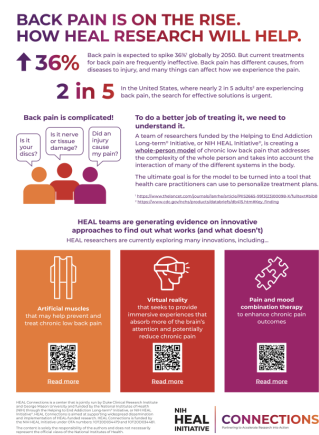 BACK PAIN IS ON THE RISE.
HOW HEAL RESEARCH WILL HELP.
36%
Back pain is expected to spike 36%¹ globally by 2050. But current treatments
for back pain are frequently ineffective. Back pain has different causes, from
diseases to injury, and many things can affect how we experience the pain.
2 in 5
In the United States, where nearly 2 in 5 adults² are experiencing
back pain, the search for effective solutions is urgent.
Back pain is complicated!
Is it your discs?
Is it nerve or tissue damage?
Did an injury cause my pain?
To do a better job of treating it, we need to
understand it.
A team of researchers funded by the Helping to End Addiction
Long-term® Initiative, or NIH HEAL Initiative®, is creating a
whole-person model of chronic low back pain that addresses
the complexity of the whole person and takes into account the
interaction of many of the different systems in the body.
The ultimate goal is for the model to be turned into a tool that
health care practitioners can use to personalize treatment plans.
HEAL teams are generating evidence on innovative
approaches to find out what works (and what doesn't)
HEAL researchers are currently exploring many innovations, including...
Artificial muscles
that may help prevent and
treat chronic low back pain
Read more
Virtual reality
that seeks to provide
immersive experiences that
absorb more of the brain's
attention and potentially
reduce chronic pain
Read more
Pain and mood
combination therapy
to enhance chronic pain
outcomes
Read more
NIH
HEAL
INITIATIVE
CONNECTIONS